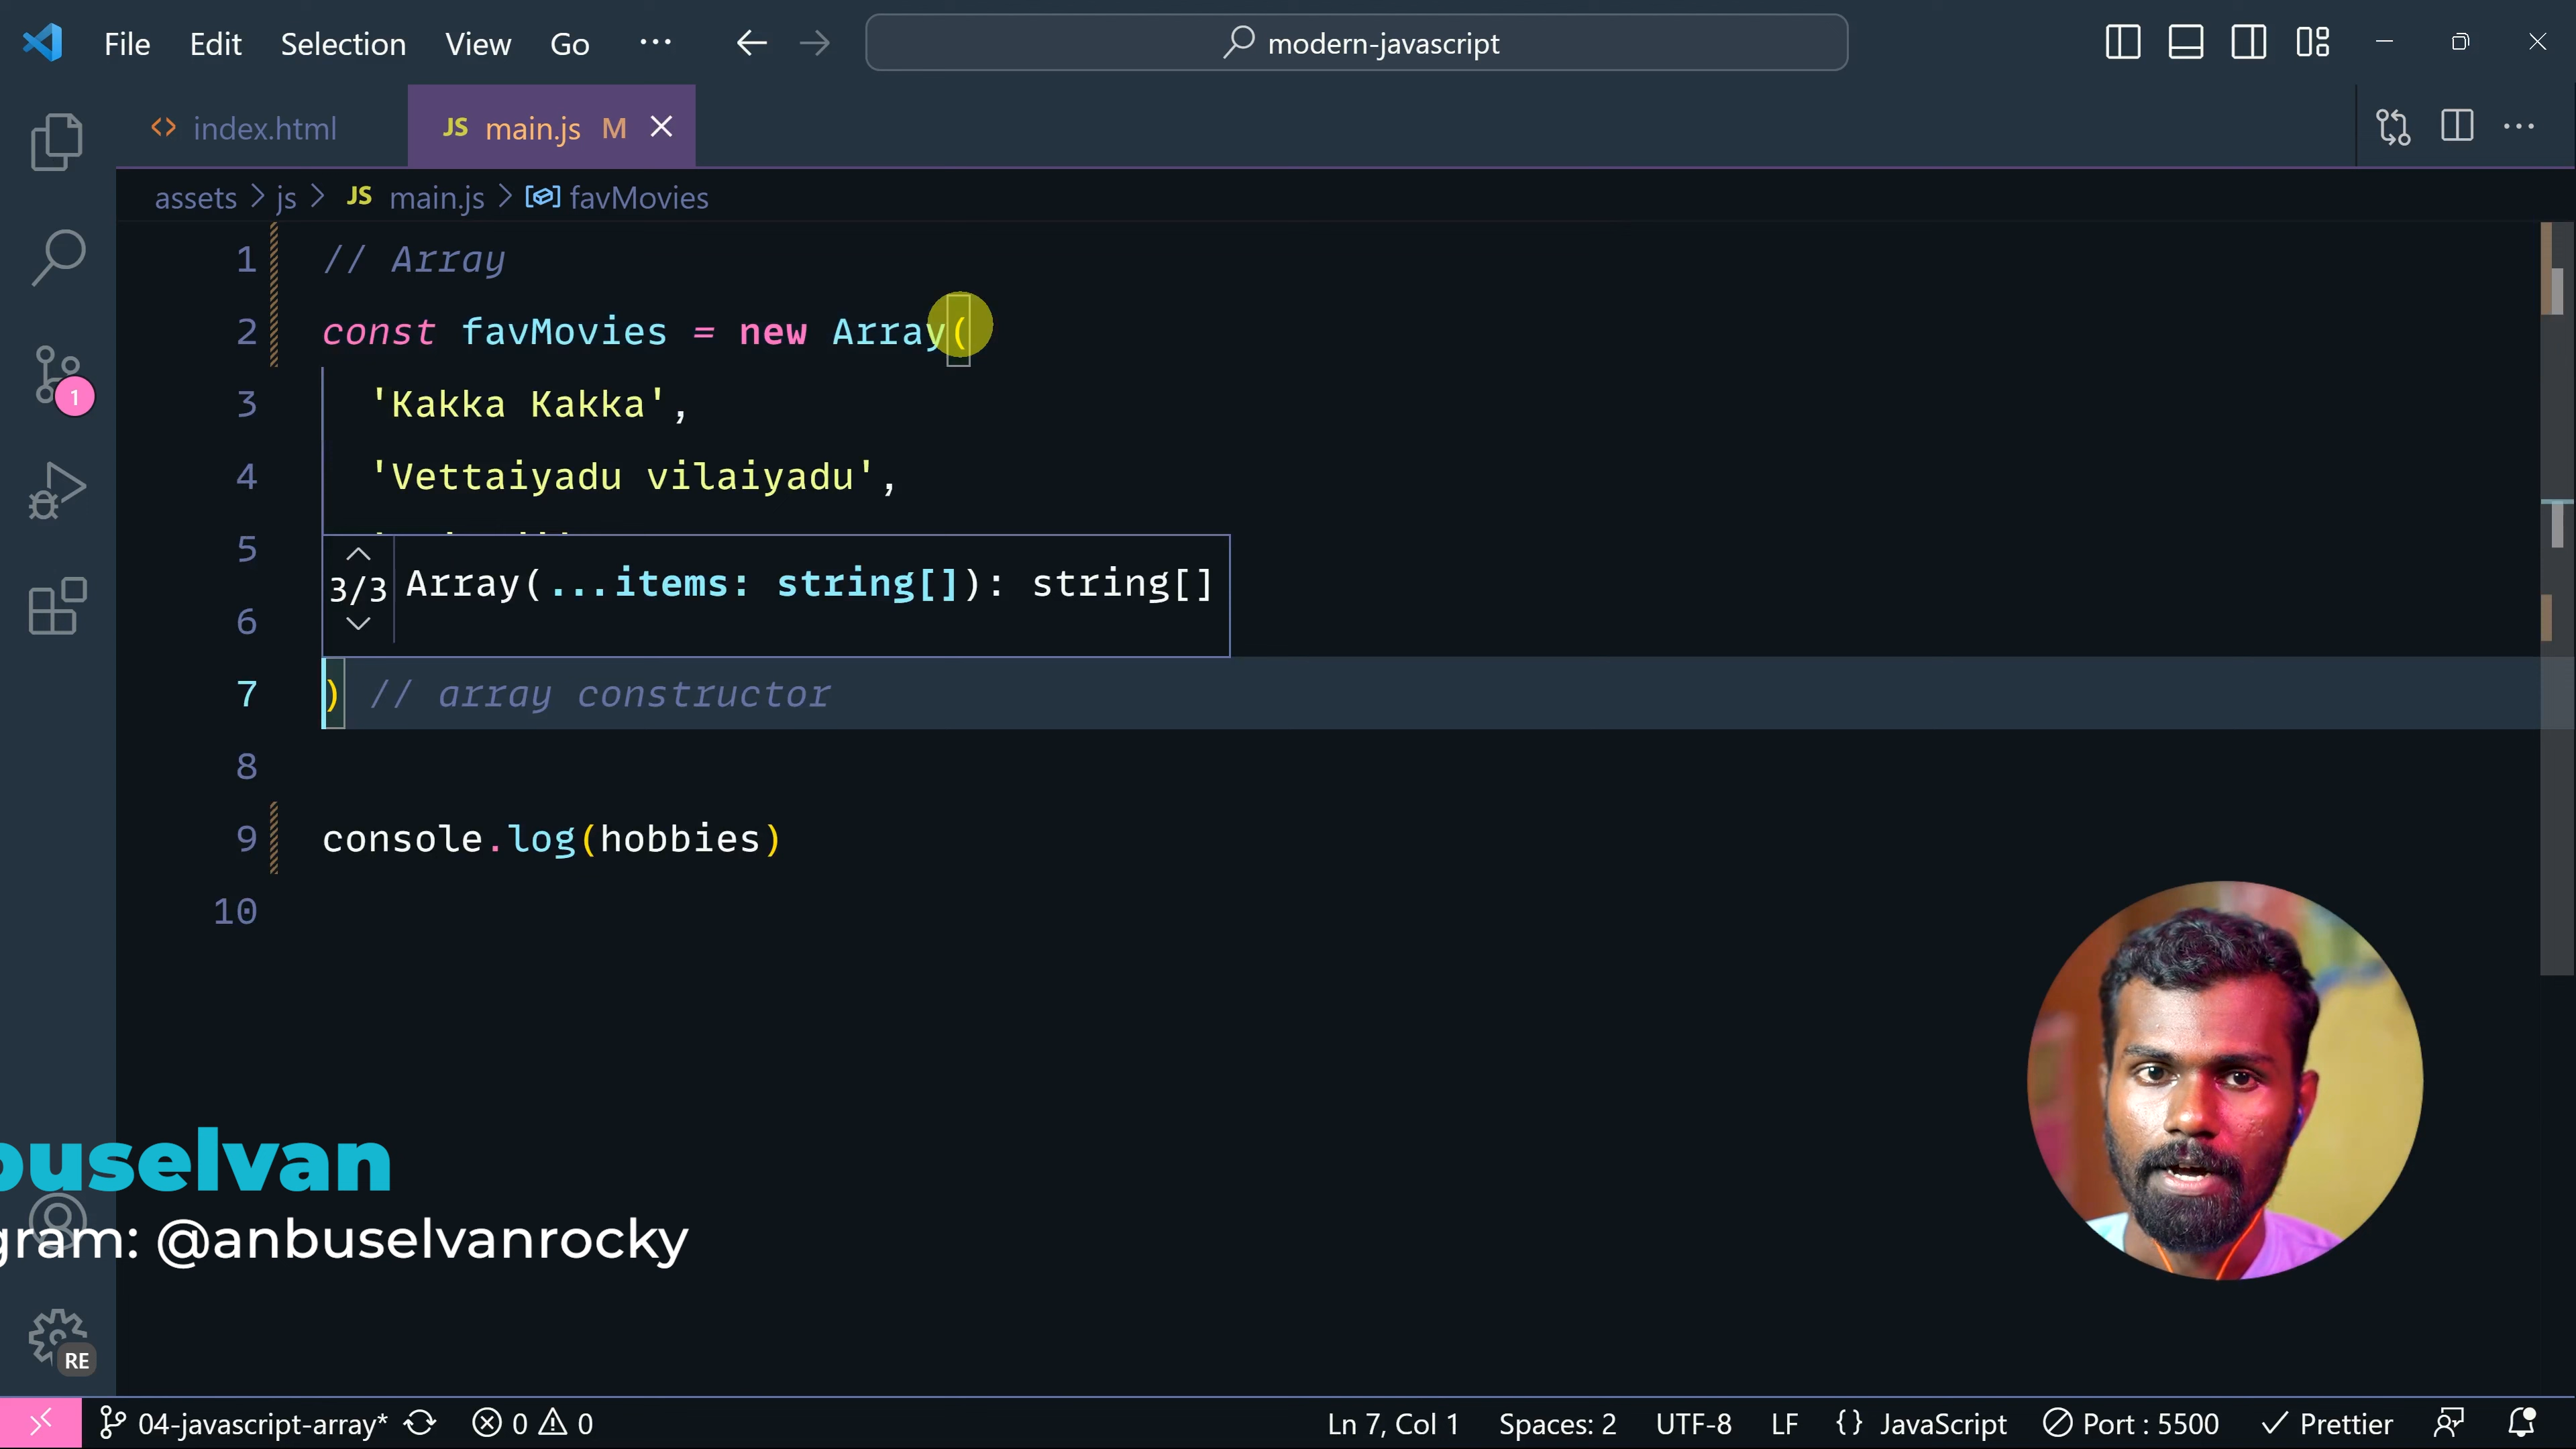 File Edit Selection View Go ··· modern-javascript
index.html JS main.js M
assets > js > JS main.js > favMovies
1 // Array
2 const favMovies = new Array(
3 'Kakka Kakka',
4 'Vettaiyadu vilaiyadu',
5
3/3 Array(...items: string[]): string[]
6
7 ) // array constructor
8
9 console.log(hobbies)
10
1
buselvan
gram: @anbuselvanrocky
RE
04-javascript-array* 0 0 Ln 7, Col 1 Spaces: 2 UTF-8 LF {} JavaScript Port : 5500 Prettier